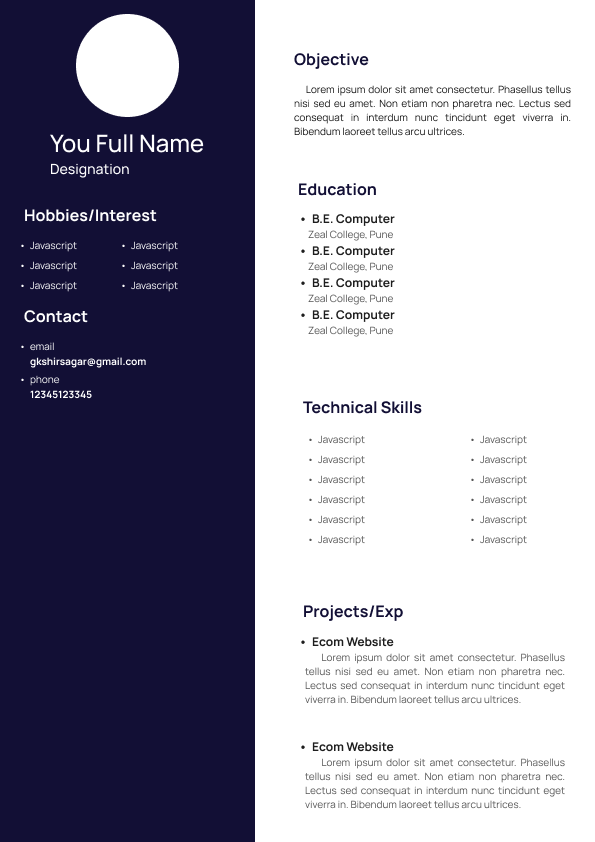 You Full Name
Designation
Hobbies/Interest
• Javascript • Javascript
• Javascript • Javascript
• Javascript • Javascript
Contact
• email
gkshirsagar@gmail.com
• phone
12345123345
Objective
Lorem ipsum dolor sit amet consectetur. Phasellus tellus
nisi sed eu amet. Non etiam non pharetra nec. Lectus sed
consequat in interdum nunc tincidunt eget viverra in.
Bibendum laoreet tellus arcu ultrices.
Education
• B.E. Computer
Zeal College, Pune
• B.E. Computer
Zeal College, Pune
• B.E. Computer
Zeal College, Pune
• B.E. Computer
Zeal College, Pune
Technical Skills
• Javascript • Javascript
• Javascript • Javascript
• Javascript • Javascript
• Javascript • Javascript
• Javascript • Javascript
• Javascript • Javascript
Projects/Exp
• Ecom Website
Lorem ipsum dolor sit amet consectetur. Phasellus
tellus nisi sed eu amet. Non etiam non pharetra nec.
Lectus sed consequat in interdum nunc tincidunt eget
viverra in. Bibendum laoreet tellus arcu ultrices.
• Ecom Website
Lorem ipsum dolor sit amet consectetur. Phasellus
tellus nisi sed eu amet. Non etiam non pharetra nec.
Lectus sed consequat in interdum nunc tincidunt eget
viverra in. Bibendum laoreet tellus arcu ultrices.